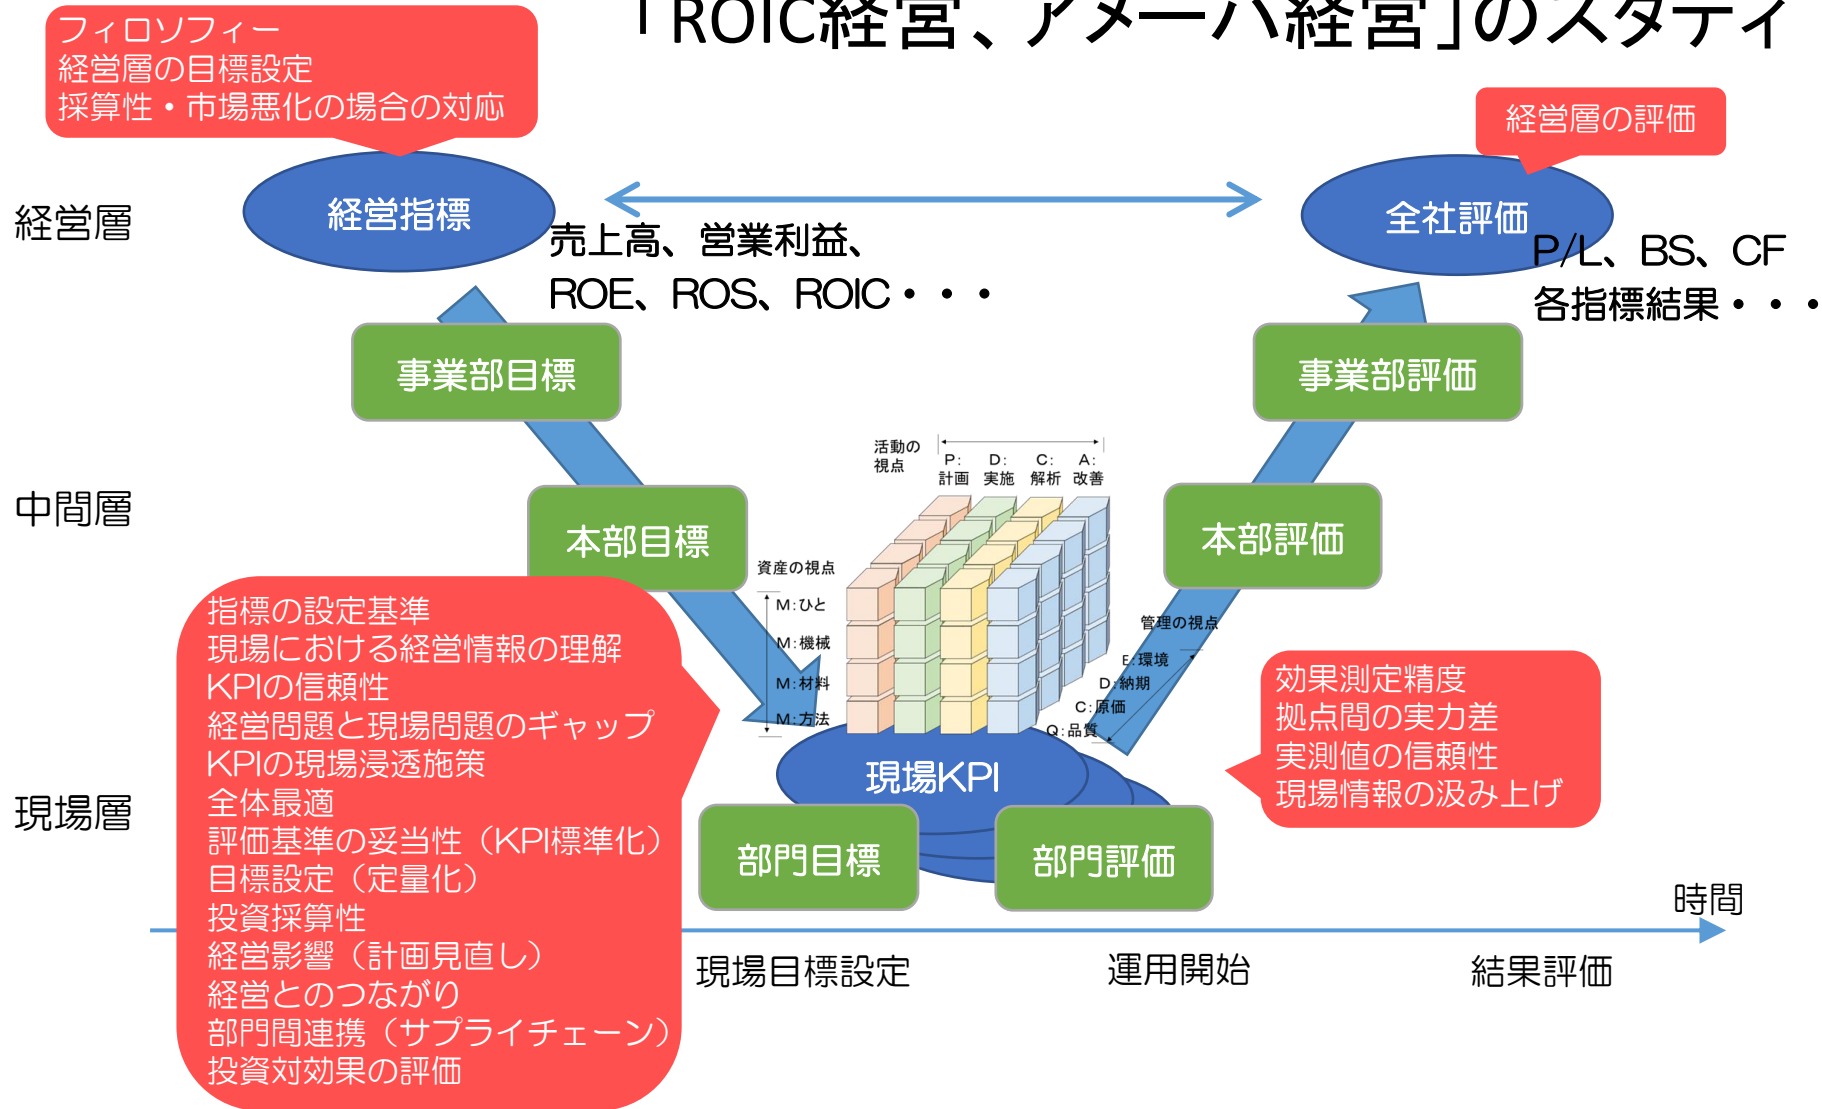 「ROIC経営、アメーバ経営」のスタディ
フィロソフィー
経営層の目標設定
採算性・市場悪化の場合の対応
経営層の評価
経営層
経営指標
全社評価
売上高、営業利益、
ROE、ROS、ROIC・・・
P/L、BS、CF
各指標結果・・・
事業部目標
事業部評価
中間層
本部目標
本部評価
活動の
視点
P:
計画
D:
実施
C:
解析
A:
改善
資産の視点
M:ひと
M:機械
M:材料
M:方法
管理の視点
E:環境
D:納期
C:原価
Q:品質
指標の設定基準
現場における経営情報の理解
KPIの信頼性
経営問題と現場問題のギャップ
KPIの現場浸透施策
全体最適
評価基準の妥当性（KPI標準化）
目標設定（定量化）
投資採算性
経営影響（計画見直し）
経営とのつながり
部門間連携（サプライチェーン）
投資対効果の評価
効果測定精度
拠点間の実力差
実測値の信頼性
現場情報の汲み上げ
現場層
現場KPI
部門目標
部門評価
時間
現場目標設定
運用開始
結果評価